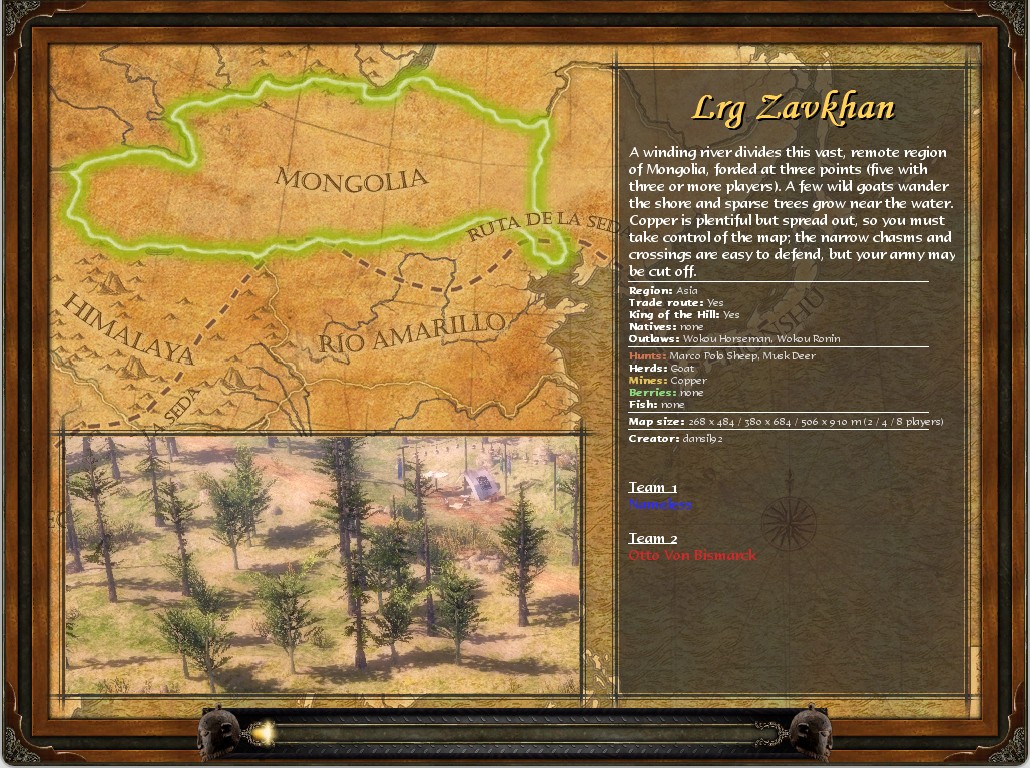 Lrg Zavkhan
A winding river divides this vast, remote region
of Mongolia, forded at three points (five with
three or more players). A few wild goats wander
the shore and sparse trees grow near the water.
Copper is plentiful but spread out, so you must
take control of the map; the narrow chasms and
crossings are easy to defend, but your army may
be cut off.
Region: Asia
Trade route: Yes
King of the Hill: Yes
Natives: none
Outlaws: Wokou Horseman, Wokou Ronin
Hunts: Marco Polo Sheep, Musk Deer
Herds: Goat
Mines: Copper
Berries: none
Fish: none
Map size: 268 x 484 / 380 x 684 / 506 x 910 m (2 / 4 / 8 players)
Creator: dansil92
Team 1
Nameless
Team 2
Otto Von Bismarck
MONGOLIA
RUTA DE LA SEDA
HIMALAYA
RIO AMARILLO
A SEDA